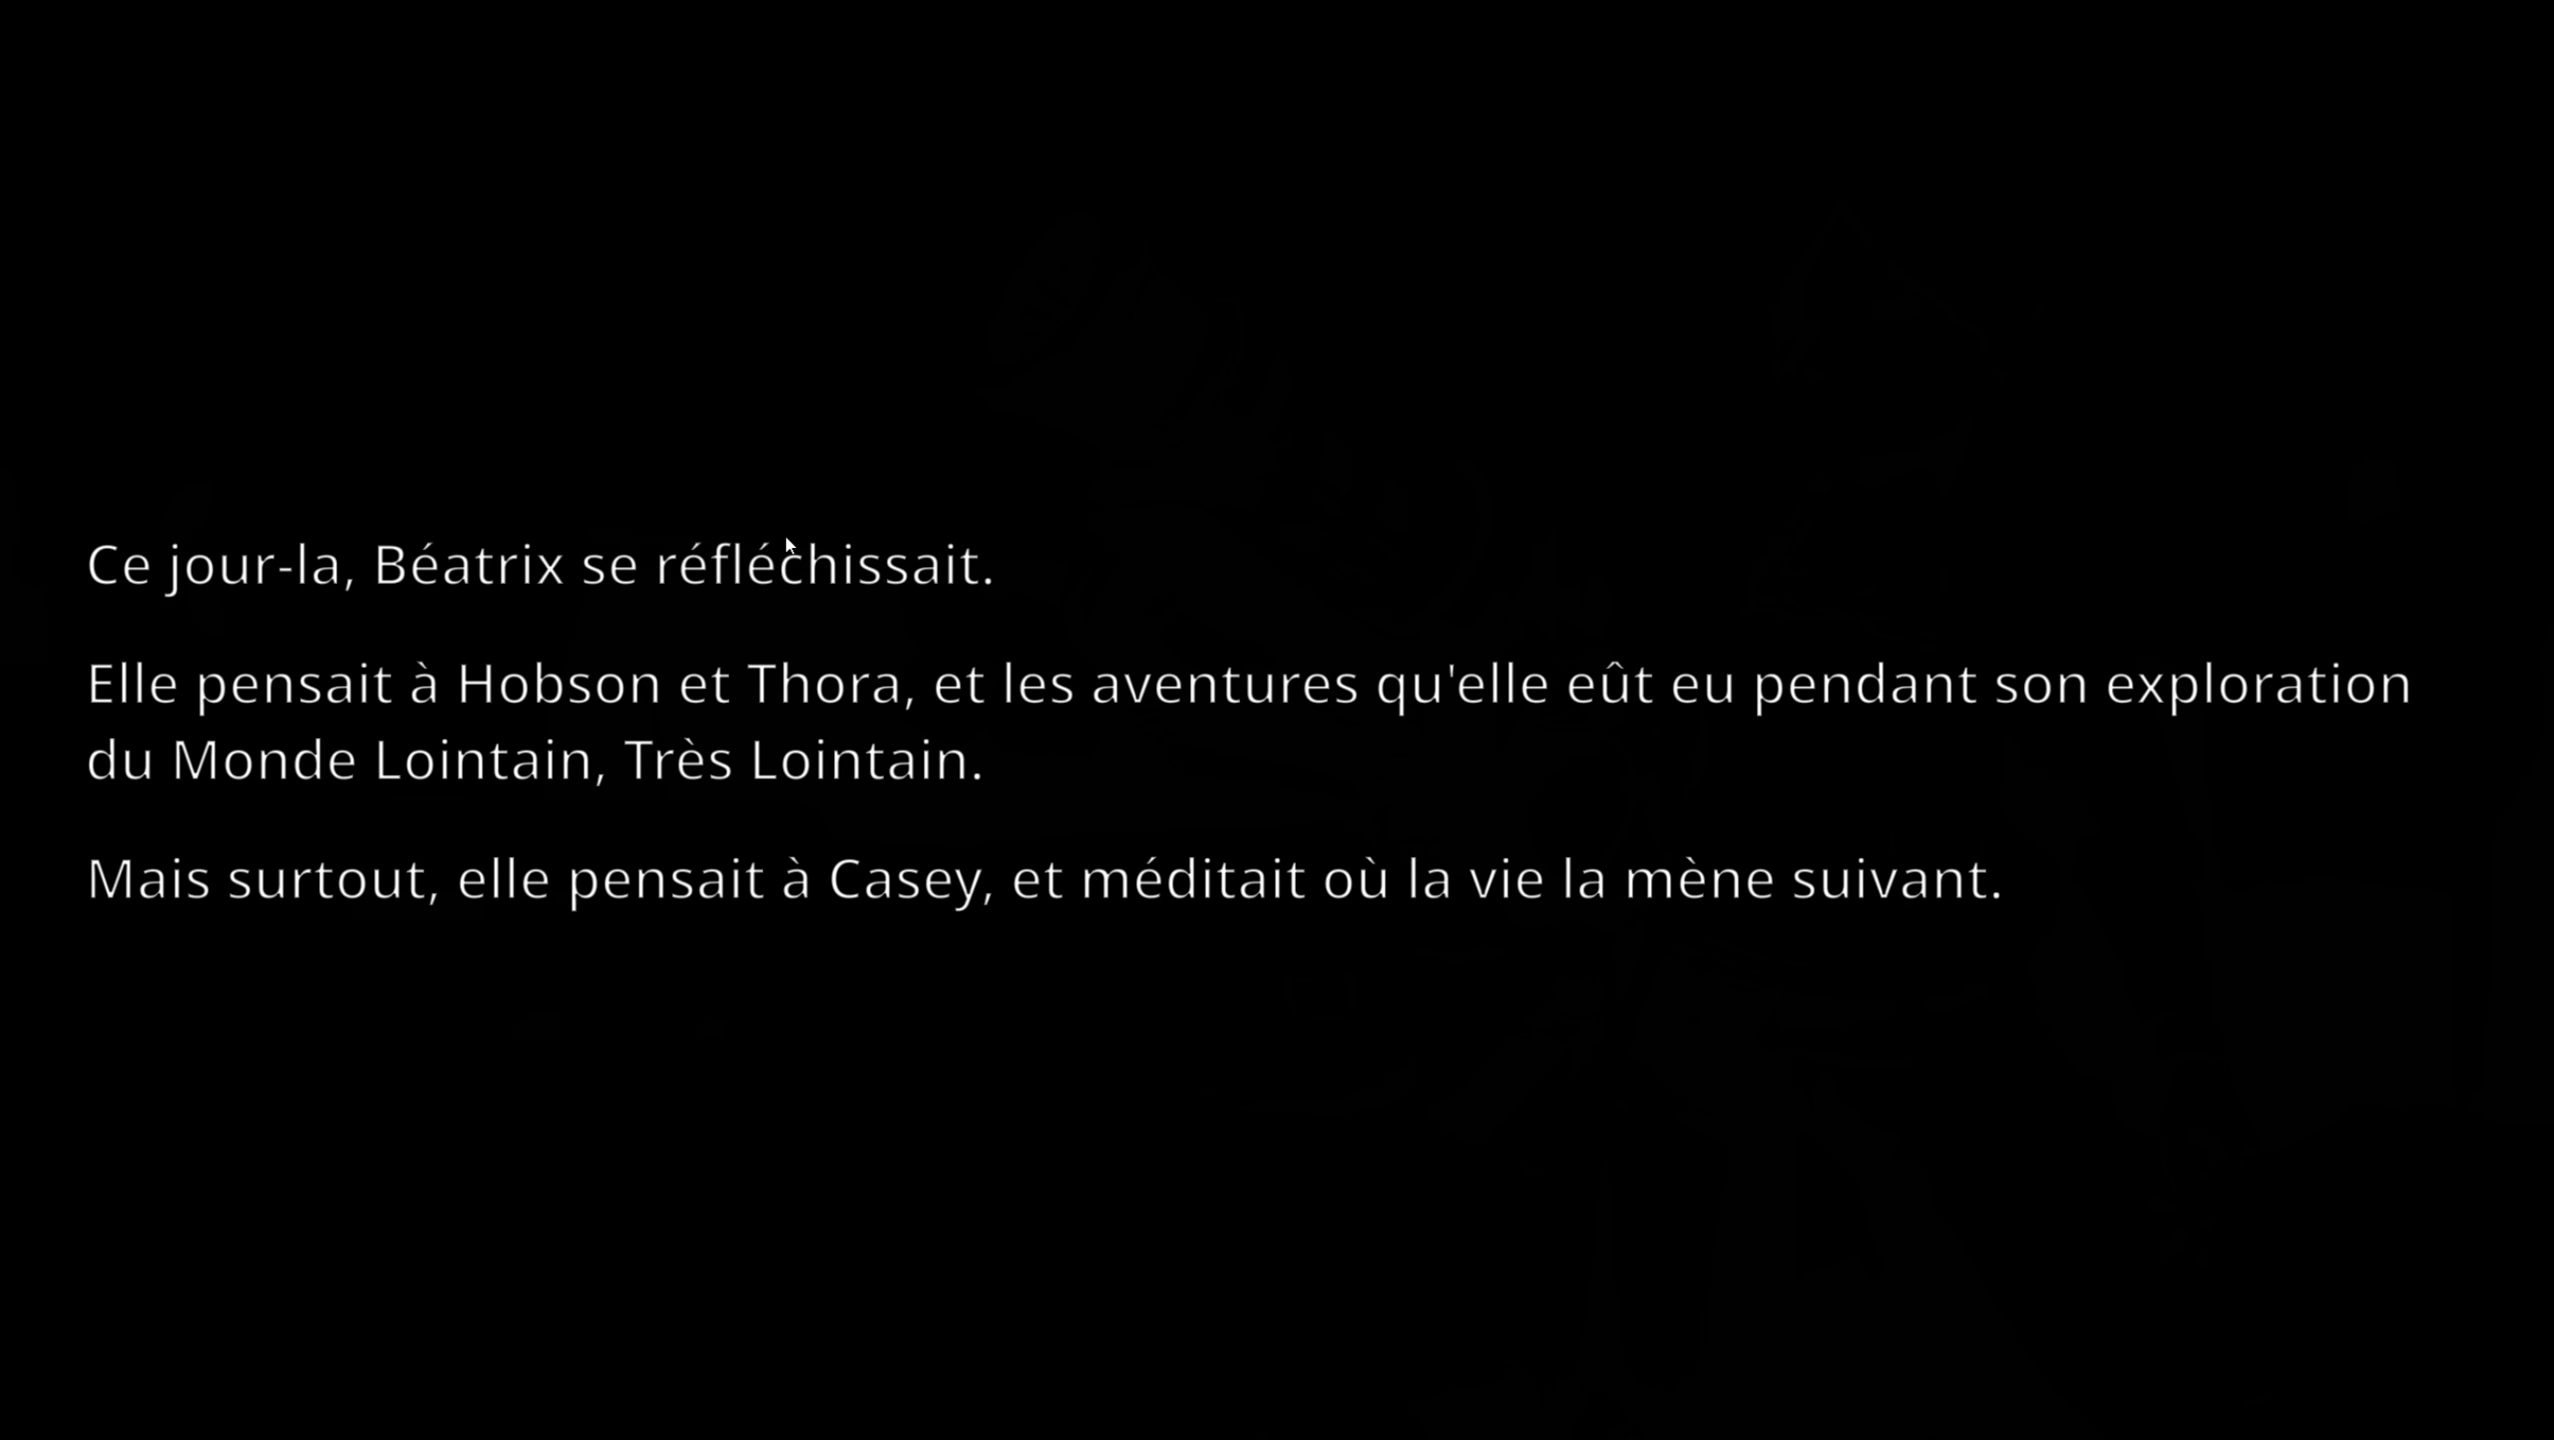 Ce jour-la, Béatrix se réfléchissait.
Elle pensait à Hobson et Thora, et les aventures qu'elle eût eu pendant son exploration
du Monde Lointain, Très Lointain.
Mais surtout, elle pensait à Casey, et méditait où la vie la mène suivant.